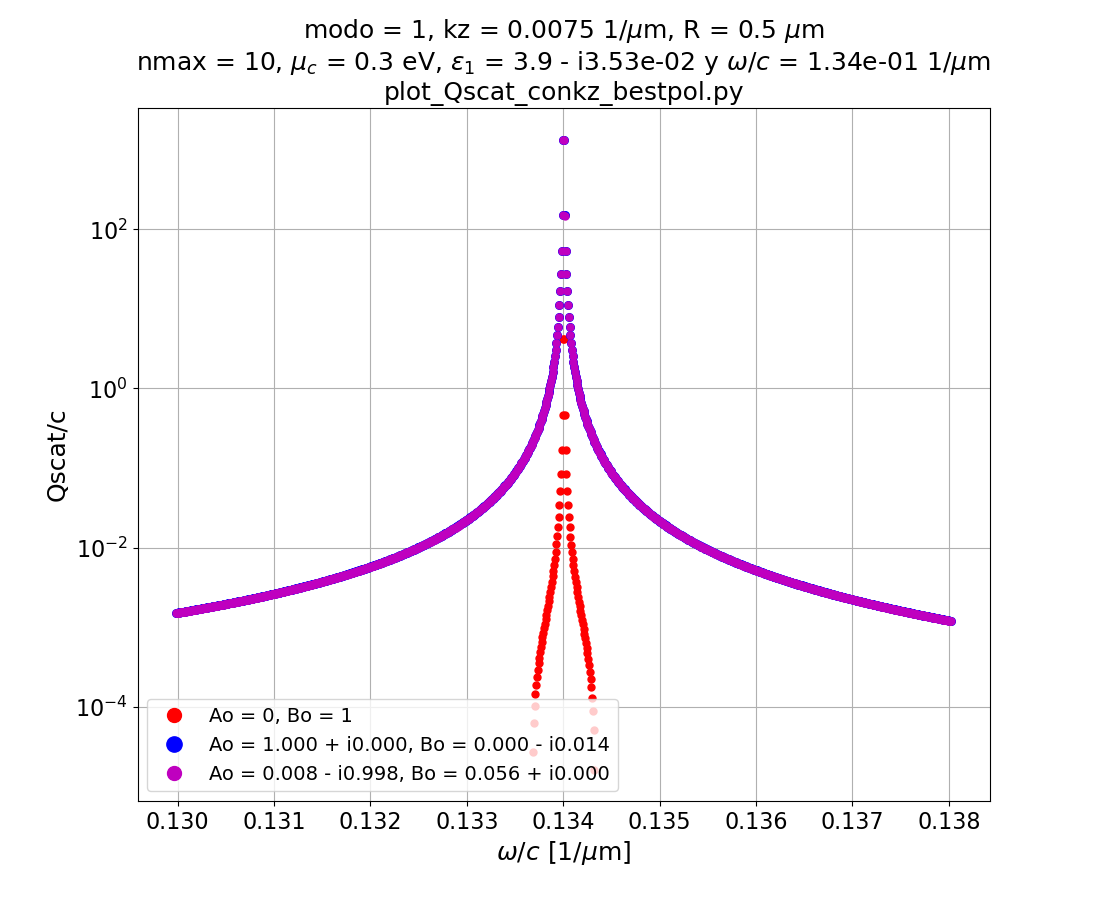 modo = 1, kz = 0.0075 1/μm, R = 0.5 μm
nmax = 10, μc = 0.3 eV, ε1 = 3.9 - i3.53e-02 y ω/c = 1.34e-01 1/μm
plot_Qscat_conkz_bestpol.py
Qscat/c
10²
10⁰
10⁻²
10⁻⁴
Ao = 0, Bo = 1
Ao = 1.000 + i0.000, Bo = 0.000 - i0.014
Ao = 0.008 - i0.998, Bo = 0.056 + i0.000
0.130 0.131 0.132 0.133 0.134 0.135 0.136 0.137 0.138
ω/c [1/μm]